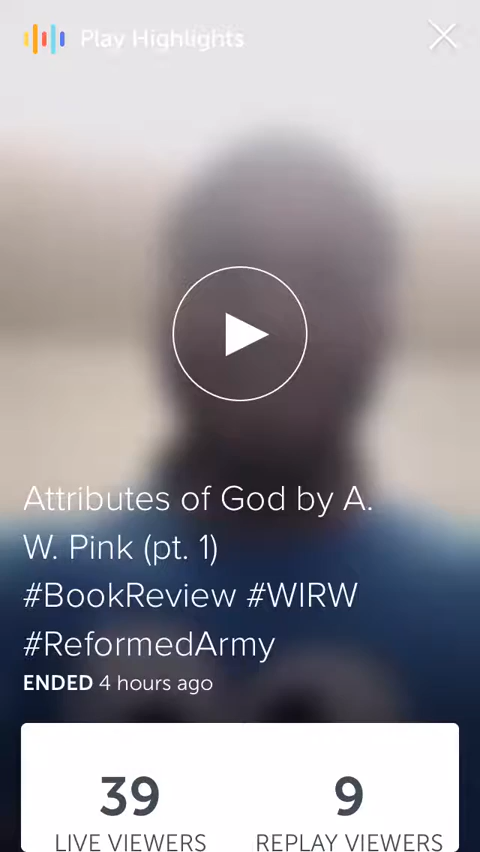 Play Highlights
Attributes of God by A.
W. Pink (pt. 1)
#BookReview #WIRW
#ReformedArmy
ENDED 4 hours ago
39 9
LIVE VIEWERS REPLAY VIEWERS